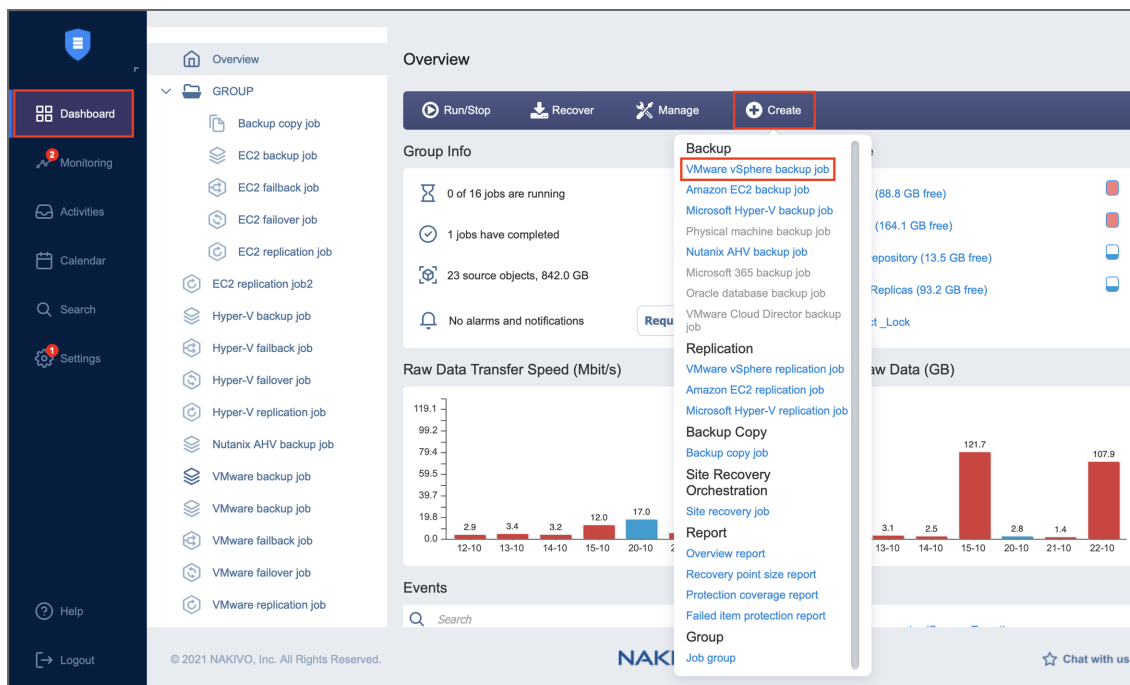 Dashboard
2
Monitoring
Activities
Calendar
Search
1
Settings
Help
Logout
Overview
GROUP
Backup copy job
EC2 backup job
EC2 failback job
EC2 failover job
EC2 replication job
EC2 replication job2
Hyper-V backup job
Hyper-V failback job
Hyper-V failover job
Hyper-V replication job
Nutanix AHV backup job
VMware backup job
VMware backup job
VMware failback job
VMware failover job
VMware replication job
Overview
Run/Stop
Recover
Manage
Create
Group Info
0 of 16 jobs are running
1 jobs have completed
23 source objects, 842.0 GB
No alarms and notifications
Backup
VMware vSphere backup job
Amazon EC2 backup job
Microsoft Hyper-V backup job
Physical machine backup job
Nutanix AHV backup job
Microsoft 365 backup job
Oracle database backup job
VMware Cloud Director backup
job
Replication
VMware vSphere replication job
Amazon EC2 replication job
Microsoft Hyper-V replication job
Backup Copy
Backup copy job
Site Recovery
Orchestration
Site recovery job
Report
Overview report
Recovery point size report
Protection coverage report
Failed item protection report
Group
Job group
(88.8 GB free)
(164.1 GB free)
epository (13.5 GB free)
Replicas (93.2 GB free)
ct _Lock
Raw Data Transfer Speed (Mbit/s)
119.1
99.2
79.4
59.5
39.7
19.8
0.0
2.9
3.4
3.2
12.0
17.0
12-10
13-10
14-10
15-10
20-10
aw Data (GB)
3.1
2.5
121.7
2.8
1.4
107.9
13-10
14-10
15-10
20-10
21-10
22-10
Events
Search
© 2021 NAKIVO, Inc. All Rights Reserved.
NAKI
Chat with us